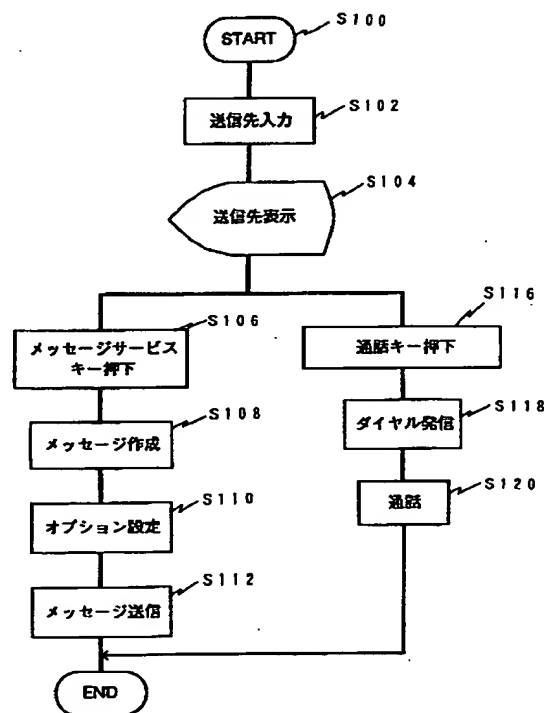 START
S100
送信先入力
S102
送信先表示
S104
メッセージサービス
キー押下
S106
メッセージ作成
S108
オプション設定
S110
メッセージ送信
S112
通話キー押下
S116
ダイヤル発信
S118
通話
S120
END